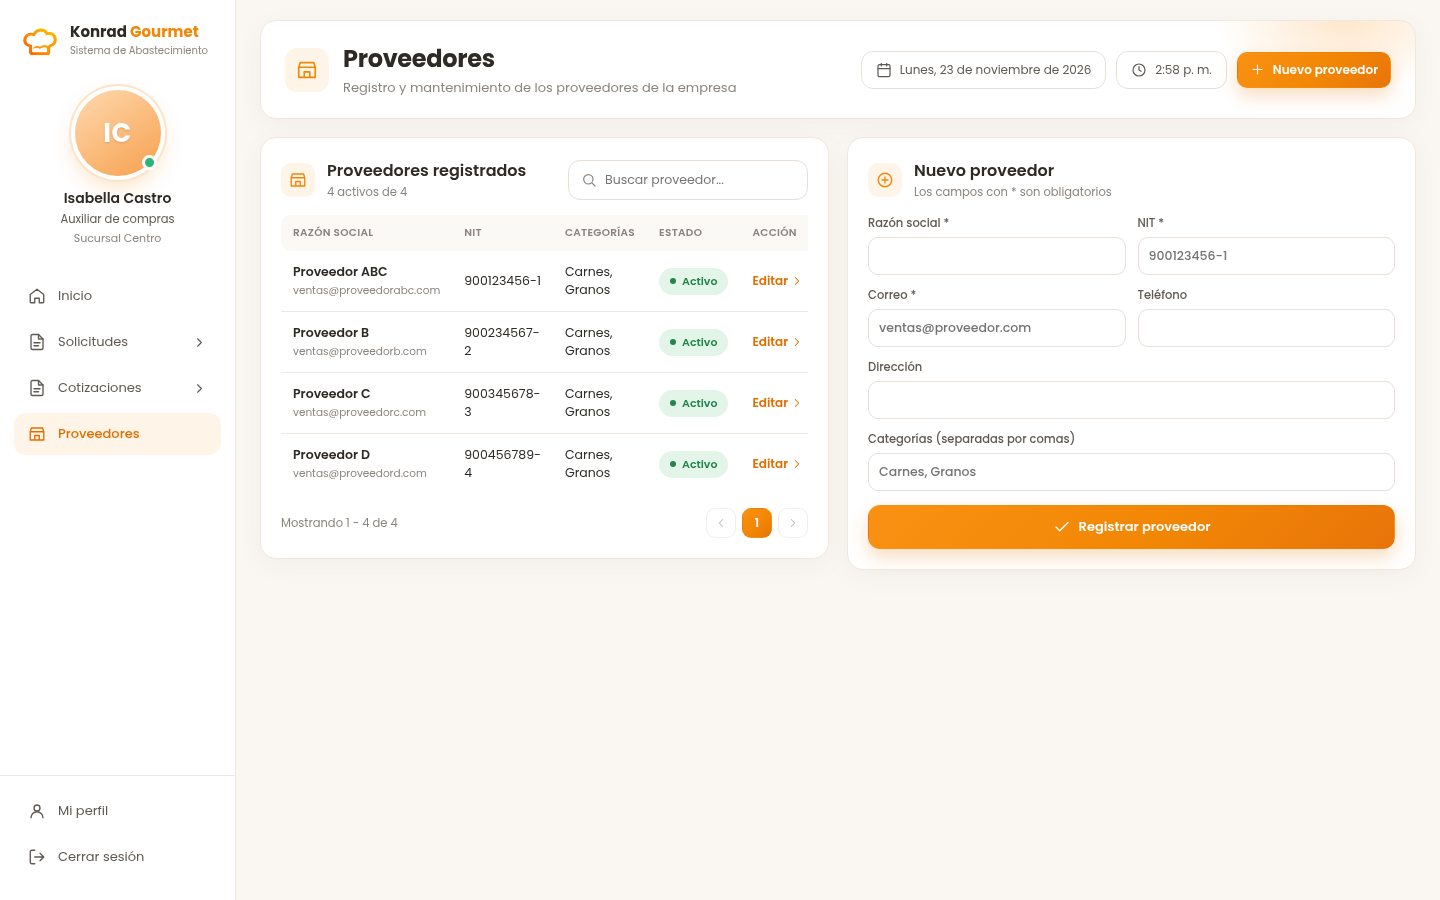 Konrad Gourmet
Sistema de Abastecimiento
IC
Isabella Castro
Auxiliar de compras
Sucursal Centro
Inicio
Solicitudes
Cotizaciones
Proveedores
Mi perfil
Cerrar sesión
Proveedores
Registro y mantenimiento de los proveedores de la empresa
Lunes, 23 de noviembre de 2026
2:58 p. m.
Nuevo proveedor
Proveedores registrados
4 activos de 4
Buscar proveedor...
RAZÓN SOCIAL NIT CATEGORÍAS ESTADO ACCIÓN
Proveedor ABC
ventas@proveedorabc.com
900123456-1
Carnes,
Granos
Activo
Editar
Proveedor B
ventas@proveedorb.com
900234567-
2
Carnes,
Granos
Activo
Editar
Proveedor C
ventas@proveedorc.com
900345678-
3
Carnes,
Granos
Activo
Editar
Proveedor D
ventas@proveedord.com
900456789-
4
Carnes,
Granos
Activo
Editar
Mostrando 1 - 4 de 4
1
Nuevo proveedor
Los campos con * son obligatorios
Razón social *
NIT *
900123456-1
Correo *
ventas@proveedor.com
Teléfono
Dirección
Categorías (separadas por comas)
Carnes, Granos
Registrar proveedor